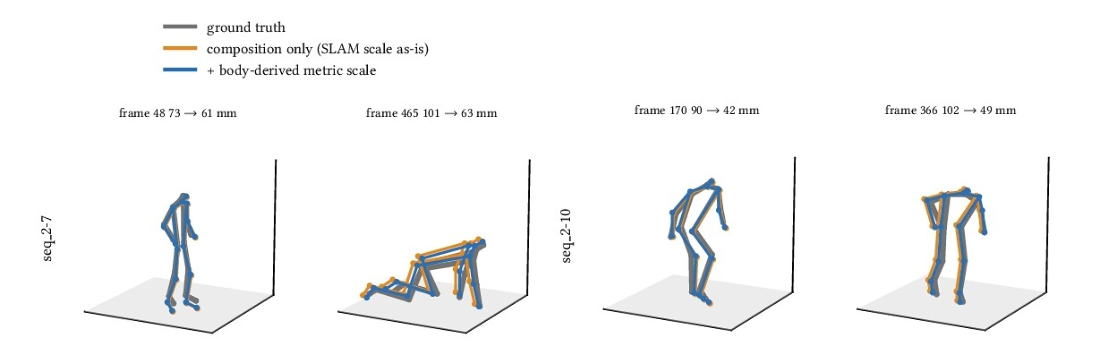 ground truth
composition only (SLAM scale as-is)
+ body-derived metric scale
frame 48 73 → 61 mm
frame 465 101 → 63 mm
frame 170 90 → 42 mm
frame 366 102 → 49 mm
seq_2-7
seq_2-10